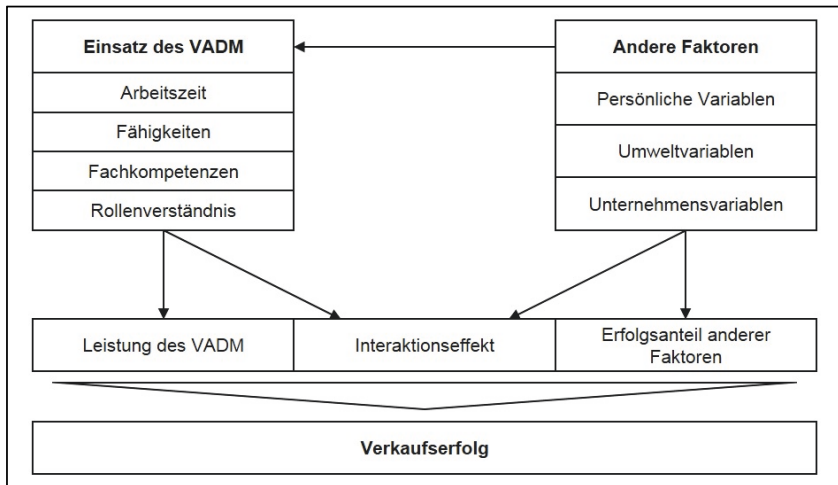 Einsatz des VADM
Arbeitszeit
Fähigkeiten
Fachkompetenzen
Rollenverständnis
Andere Faktoren
Persönliche Variablen
Umweltvariablen
Unternehmensvariablen
Leistung des VADM
Interaktionseffekt
Erfolgsanteil anderer
Faktoren
Verkaufserfolg